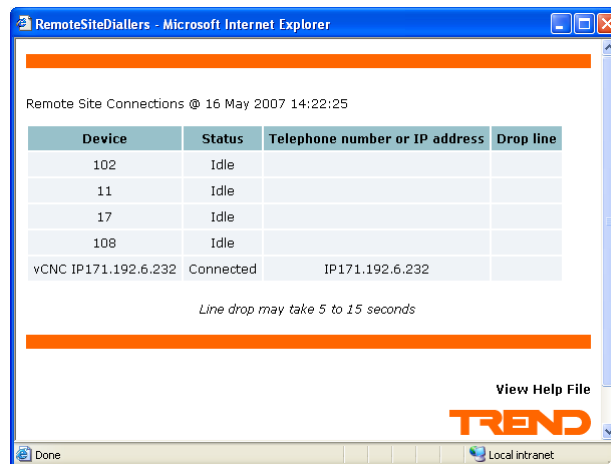 RemoteSiteDiallers - Microsoft Internet Explorer
Remote Site Connections @ 16 May 2007 14:22:25
Device Status Telephone number or IP address Drop line
102 Idle
11 Idle
17 Idle
108 Idle
vCNC IP171.192.6.232 Connected IP171.192.6.232
Line drop may take 5 to 15 seconds
View Help File
TREND
Done Local intranet